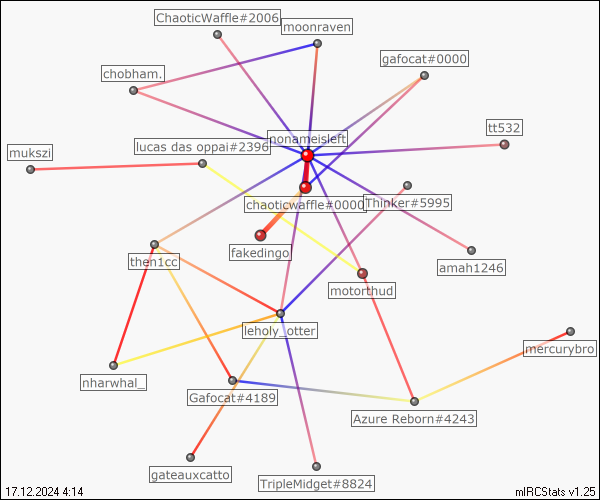 ChaoticWaffle#2006
moonraven
gafocat#0000
chobham.
tt532
nonameisleft
lucas das oppai#2396
mukszi
chaoticwaffle#0000
Thinker#5995
fakedingo
then1cc
amah1246
motorthud
leholy_otter
mercurybro
nharwhal_
Gafocat#4189
Azure Reborn#4243
gateauxcatto
TripleMidget#8824
17.12.2024 4:14
mIRCStats v1.25